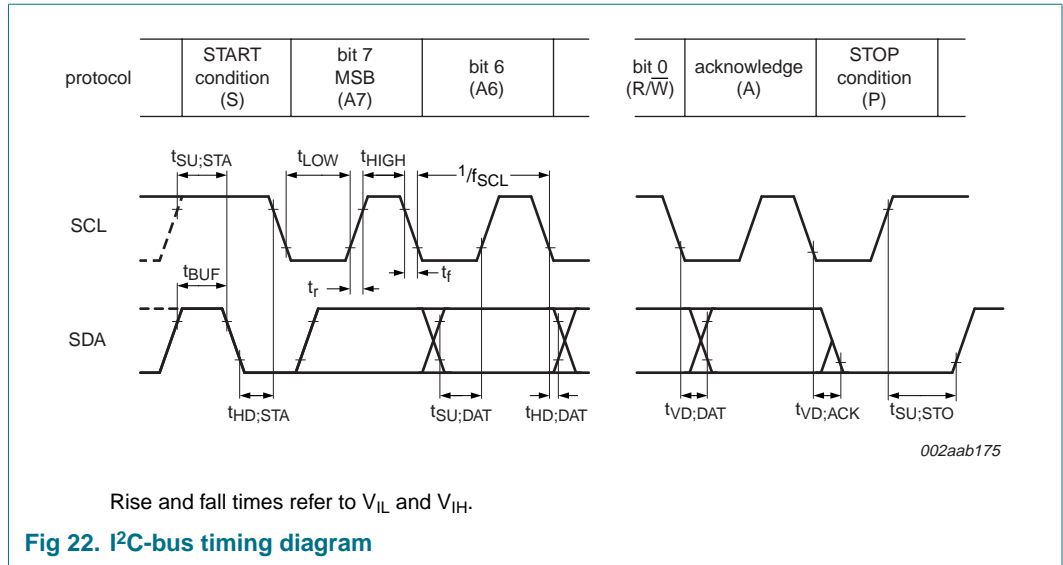 protocol
START
condition
(S)
bit 7
MSB
(A7)
bit 6
(A6)
bit 0
(R/W̅)
acknowledge
(A)
STOP
condition
(P)
tSU;STA
tLOW
tHIGH
1/fSCL
SCL
tBUF
tr
tf
SDA
tHD;STA
tSU;DAT
tHD;DAT
tVD;DAT
tVD;ACK
tSU;STO
002aab175
Rise and fall times refer to VIL and VIH.
Fig 22. I²C-bus timing diagram